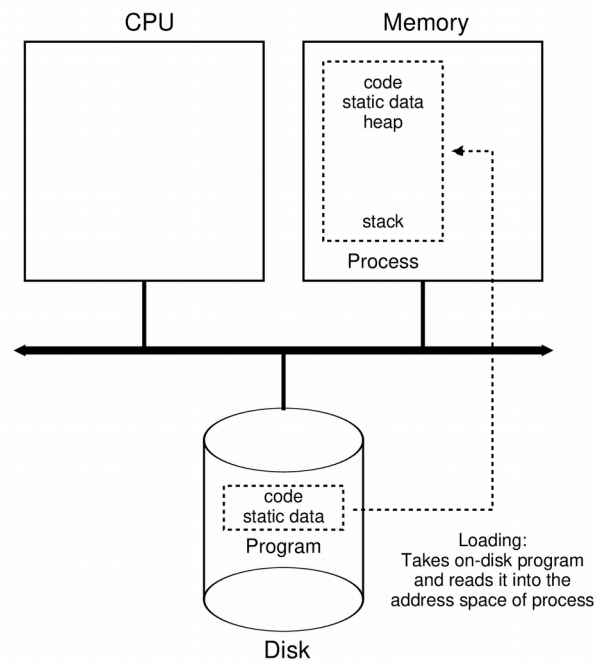 CPU
Memory
code
static data
heap
stack
Process
code
static data
Program
Loading:
Takes on-disk program
and reads it into the
address space of process
Disk